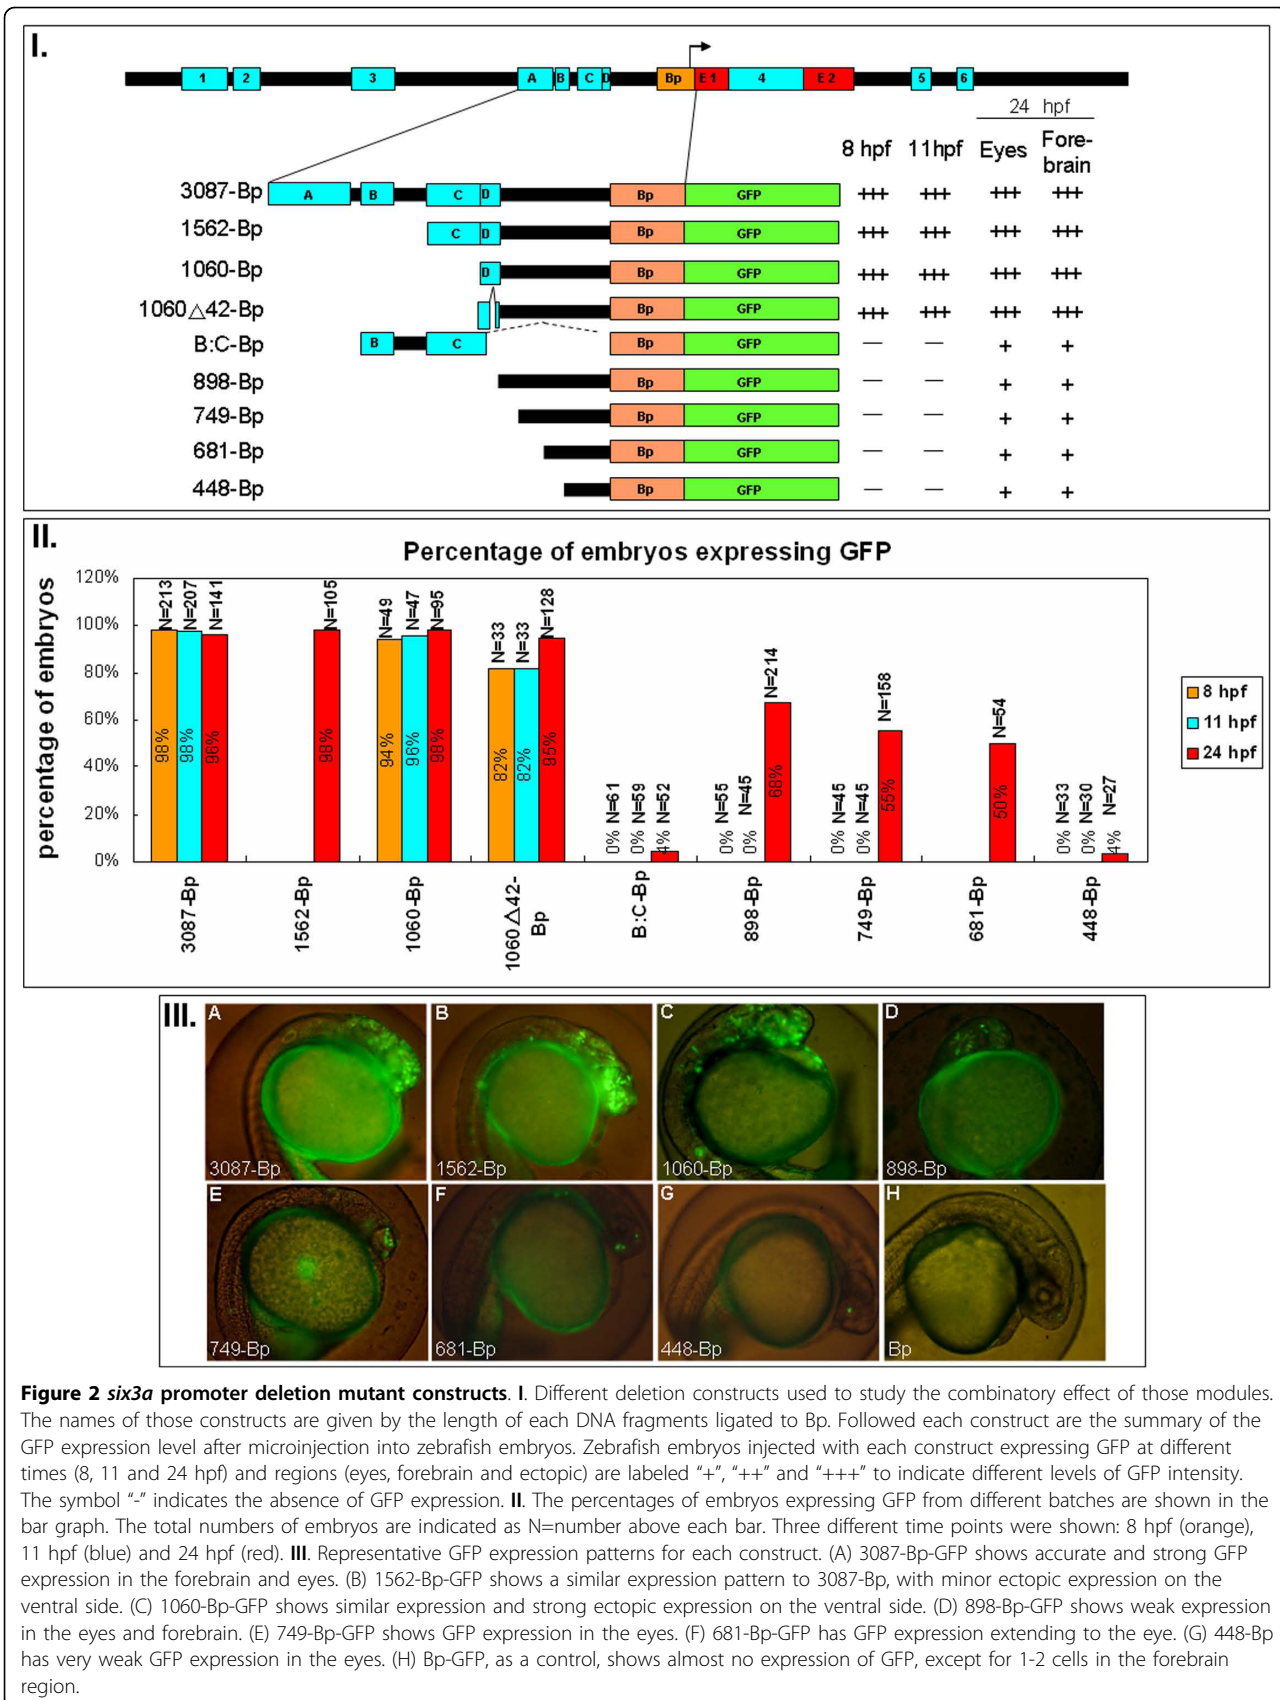 I.
1 2 3 A B C D Bp E 1 4 E 2 5 6
24 hpf
8 hpf 11hpf Eyes Fore-
brain
3087-Bp A B C D Bp GFP +++ +++ +++ +++
1562-Bp C D Bp GFP +++ +++ +++ +++
1060-Bp D Bp GFP +++ +++ +++ +++
1060△42-Bp Bp GFP +++ +++ +++ +++
B:C-Bp B C Bp GFP — — + +
898-Bp Bp GFP — — + +
749-Bp Bp GFP — — + +
681-Bp Bp GFP — — + +
448-Bp Bp GFP — — + +
II.
Percentage of embryos expressing GFP
percentage of embryos
120%
100%
80%
60%
40%
20%
0%
N=213 N=207 N=141
98% 98% 96%
N=105
98%
N=49 N=47 N=95
94% 96% 98%
N=33 N=33 N=128
82% 82% 95%
0% N=61
0% N=59
4% N=52
0% N=55
0% N=45
68% N=214
0% N=45
0% N=45
55% N=158
50% N=54
0% N=33
0% N=30
4% N=27
3087-Bp
1562-Bp
1060-Bp
1060△42-
Bp
B:C-Bp
898-Bp
749-Bp
681-Bp
448-Bp
8 hpf
11 hpf
24 hpf
III.
A B C D
3087-Bp 1562-Bp 1060-Bp 898-Bp
E F G H
749-Bp 681-Bp 448-Bp Bp
Figure 2 six3a promoter deletion mutant constructs. I. Different deletion constructs used to study the combinatory effect of those modules.
The names of those constructs are given by the length of each DNA fragments ligated to Bp. Followed each construct are the summary of the
GFP expression level after microinjection into zebrafish embryos. Zebrafish embryos injected with each construct expressing GFP at different
times (8, 11 and 24 hpf) and regions (eyes, forebrain and ectopic) are labeled “+”, “++” and “+++” to indicate different levels of GFP intensity.
The symbol “-” indicates the absence of GFP expression. II. The percentages of embryos expressing GFP from different batches are shown in the
bar graph. The total numbers of embryos are indicated as N=number above each bar. Three different time points were shown: 8 hpf (orange),
11 hpf (blue) and 24 hpf (red). III. Representative GFP expression patterns for each construct. (A) 3087-Bp-GFP shows accurate and strong GFP
expression in the forebrain and eyes. (B) 1562-Bp-GFP shows a similar expression pattern to 3087-Bp, with minor ectopic expression on the
ventral side. (C) 1060-Bp-GFP shows similar expression and strong ectopic expression on the ventral side. (D) 898-Bp-GFP shows weak expression
in the eyes and forebrain. (E) 749-Bp-GFP shows GFP expression in the eyes. (F) 681-Bp-GFP has GFP expression extending to the eye. (G) 448-Bp
has very weak GFP expression in the eyes. (H) Bp-GFP, as a control, shows almost no expression of GFP, except for 1-2 cells in the forebrain
region.